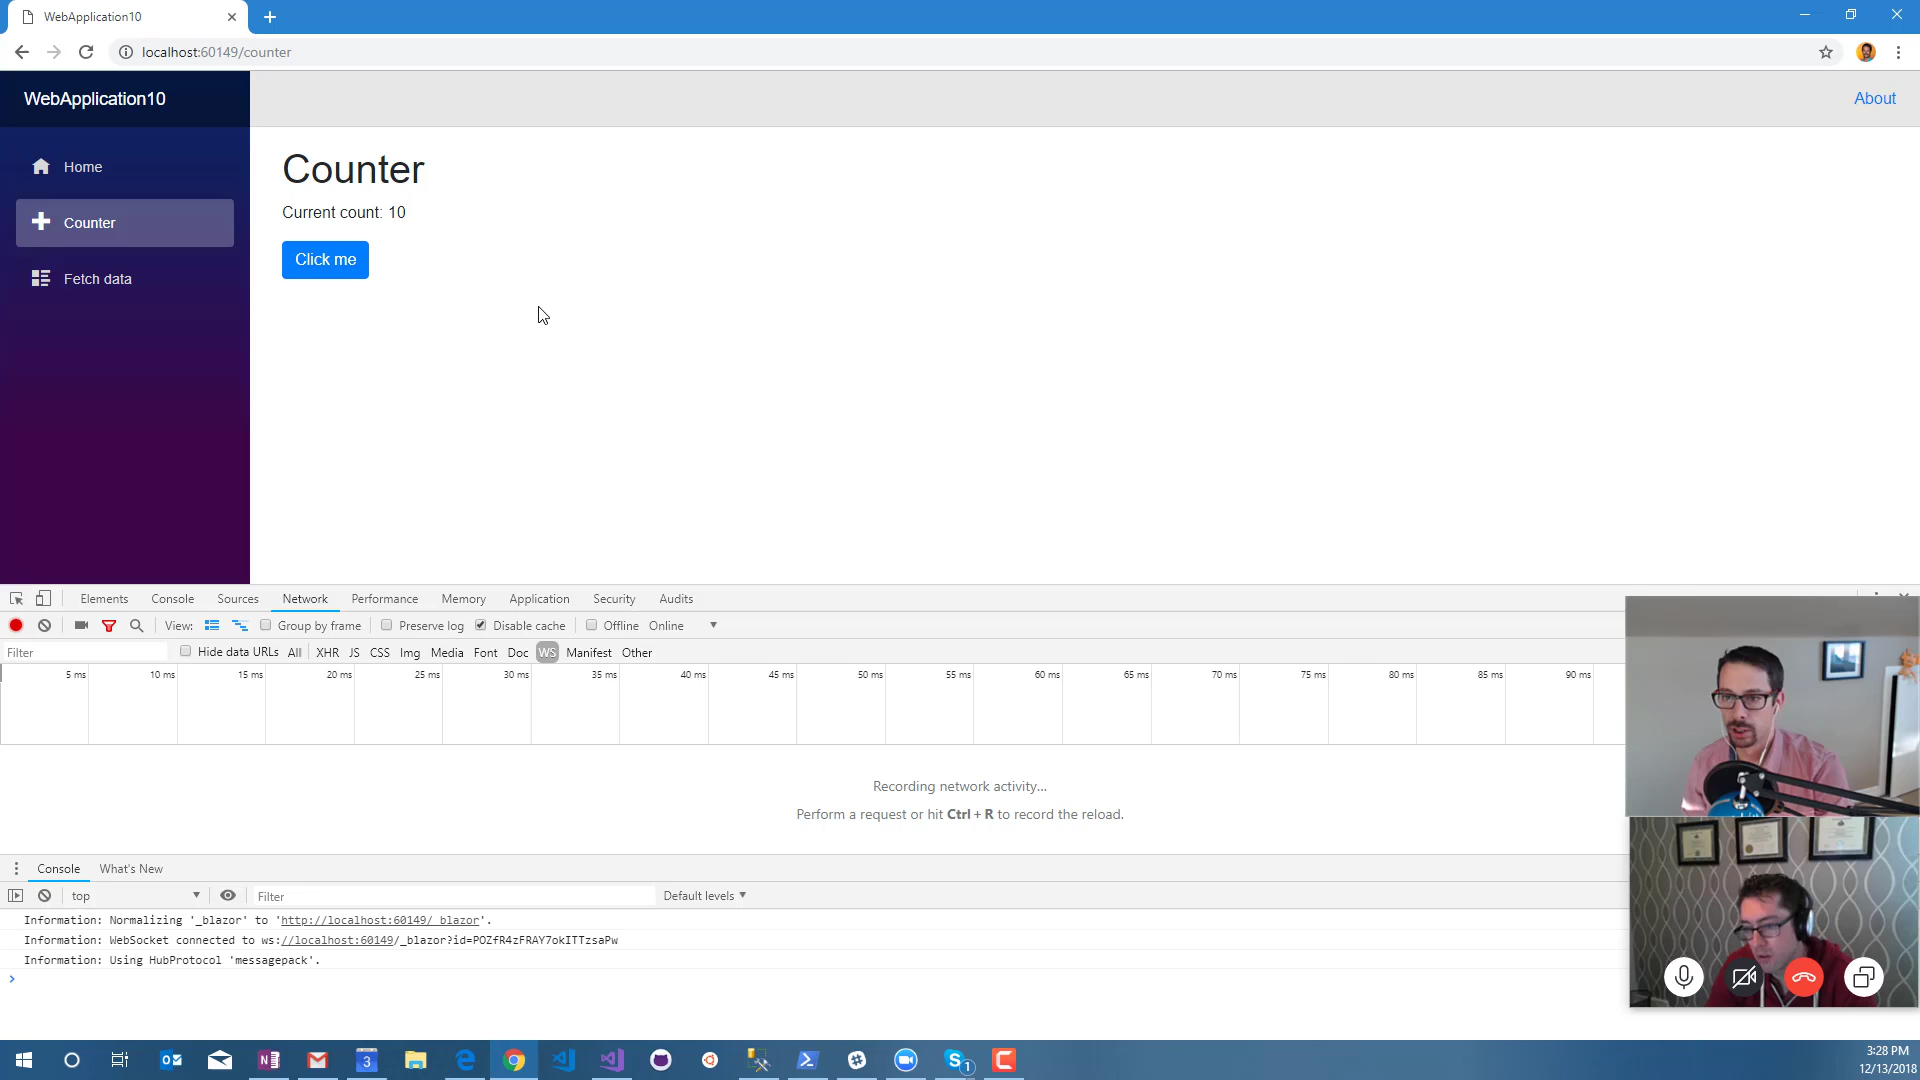 WebApplication10
localhost:60149/counter
WebApplication10
About
Home
Counter
Fetch data
Counter
Current count: 10
Click me
Elements Console Sources Network Performance Memory Application Security Audits
View: Group by frame Preserve log Disable cache Offline Online
Filter Hide data URLs All XHR JS CSS Img Media Font Doc WS Manifest Other
5 ms 10 ms 15 ms 20 ms 25 ms 30 ms 35 ms 40 ms 45 ms 50 ms 55 ms 60 ms 65 ms 70 ms 75 ms 80 ms 85 ms 90 ms
Recording network activity...
Perform a request or hit Ctrl + R to record the reload.
Console What's New
top Filter Default levels
Information: Normalizing '_blazor' to 'http://localhost:60149/_blazor'.
Information: WebSocket connected to ws://localhost:60149/_blazor?id=POZfR4zFRAY7okITTzsaPw
Information: Using HubProtocol 'messagepack'.
3:28 PM
12/13/2018